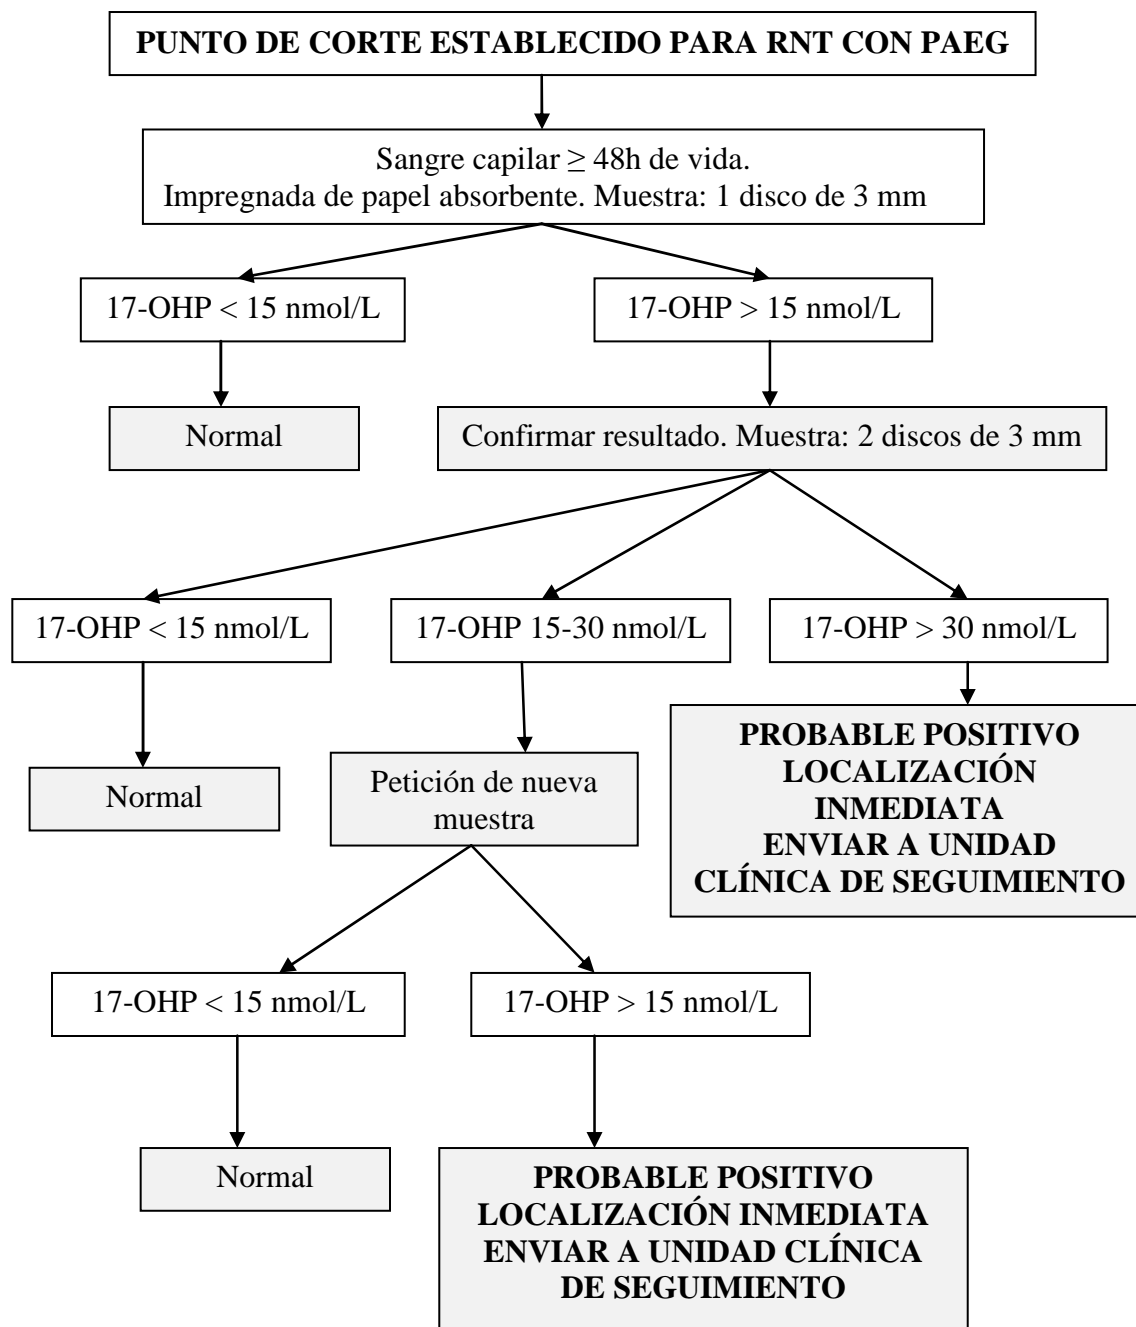 PUNTO DE CORTE ESTABLECIDO PARA RNT CON PAEG
Sangre capilar ≥ 48h de vida.
Impregnada de papel absorbente. Muestra: 1 disco de 3 mm
17-OHP < 15 nmol/L
17-OHP > 15 nmol/L
Normal
Confirmar resultado. Muestra: 2 discos de 3 mm
17-OHP < 15 nmol/L
17-OHP 15-30 nmol/L
17-OHP > 30 nmol/L
Normal
Petición de nueva
muestra
PROBABLE POSITIVO
LOCALIZACIÓN
INMEDIATA
ENVIAR A UNIDAD
CLÍNICA DE SEGUIMIENTO
17-OHP < 15 nmol/L
17-OHP > 15 nmol/L
Normal
PROBABLE POSITIVO
LOCALIZACIÓN INMEDIATA
ENVIAR A UNIDAD CLÍNICA
DE SEGUIMIENTO